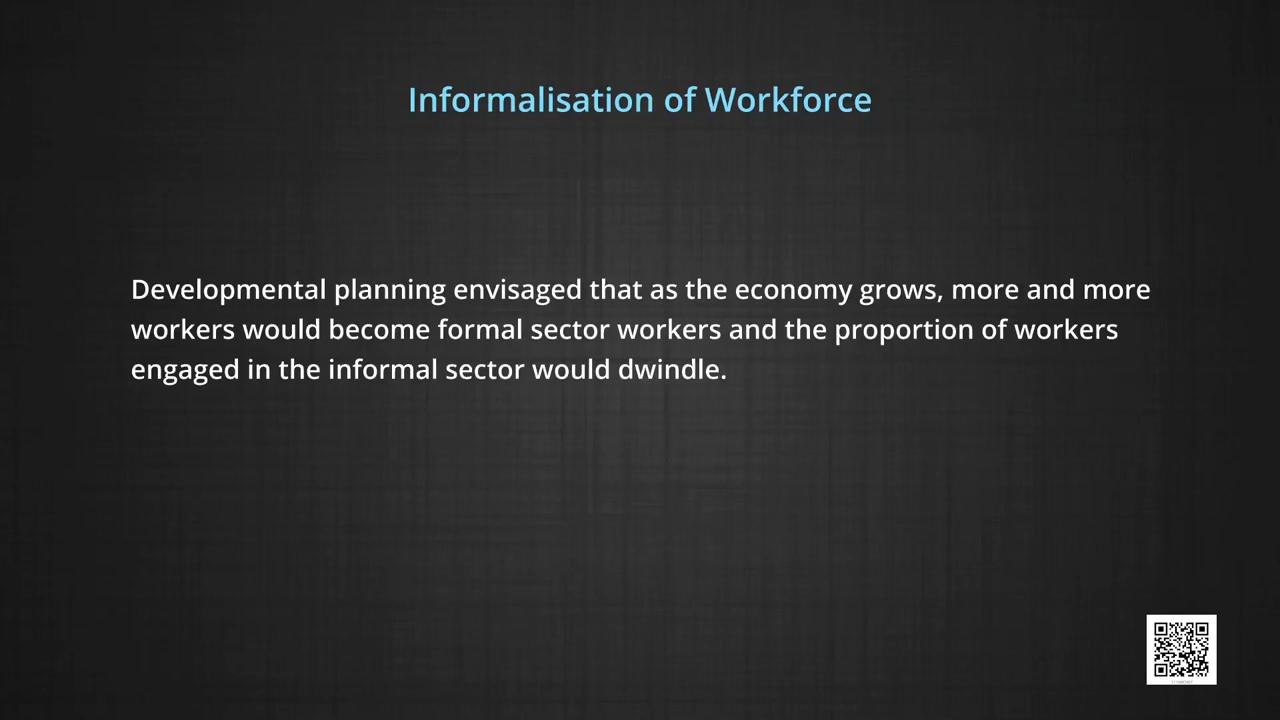 Informalisation of Workforce
Developmental planning envisaged that as the economy grows, more and more
workers would become formal sector workers and the proportion of workers
engaged in the informal sector would dwindle.